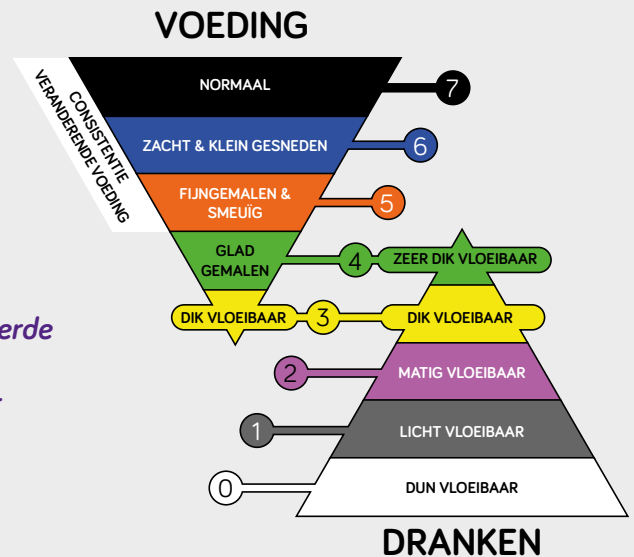 VOEDING
CONSISTENTIE
VERANDERENDE VOEDING
NORMAAL
7
ZACHT & KLEIN GESNEDEN
6
FIJNGEMALEN &
SMEUÏG
5
GLAD
GEMALEN
4
ZEER DIK VLOEIBAAR
DIK VLOEIBAAR
3
DIK VLOEIBAAR
erde
2
MATIG VLOEIBAAR
1
LICHT VLOEIBAAR
0
DUN VLOEIBAAR
DRANKEN